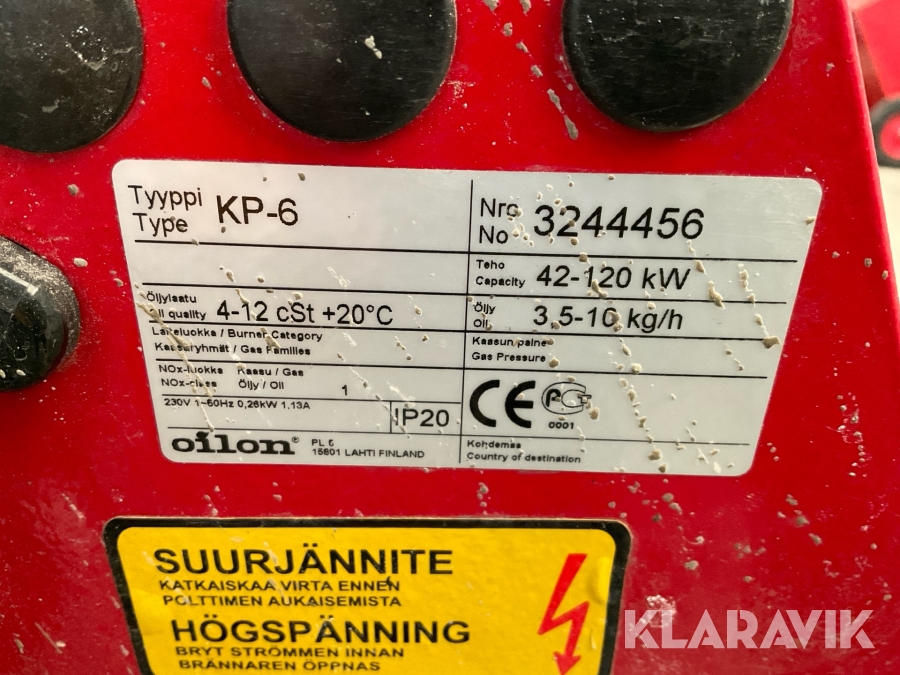 Tyyppi
Type KP-6
Nro
No 3244456
Teho
Capacity 42-120 kW
Öljylaatu
Oil quality 4-12 cSt +20°C
Öljy
Oil 3,5-10 kg/h
Laiteluokka / Burner Category
Kaasuryhmät / Gas Families
Kaasun paine
Gas Pressure
NOx-luokka Kaasu / Gas
NOx-class Öljy / Oil 1
230V 1~50Hz 0,26kW 1,13A
IP20
CE
0001
oilon®
PL 5
15801 LAHTI FINLAND
Kohdemaa
Country of destination
SUURJÄNNITE
KATKAISKAA VIRTA ENNEN
POLTTIMEN AUKAISEMISTA
HÖGSPÄNNING
BRYT STRÖMMEN INNAN
BRÄNNAREN ÖPPNAS
KLARAVIK